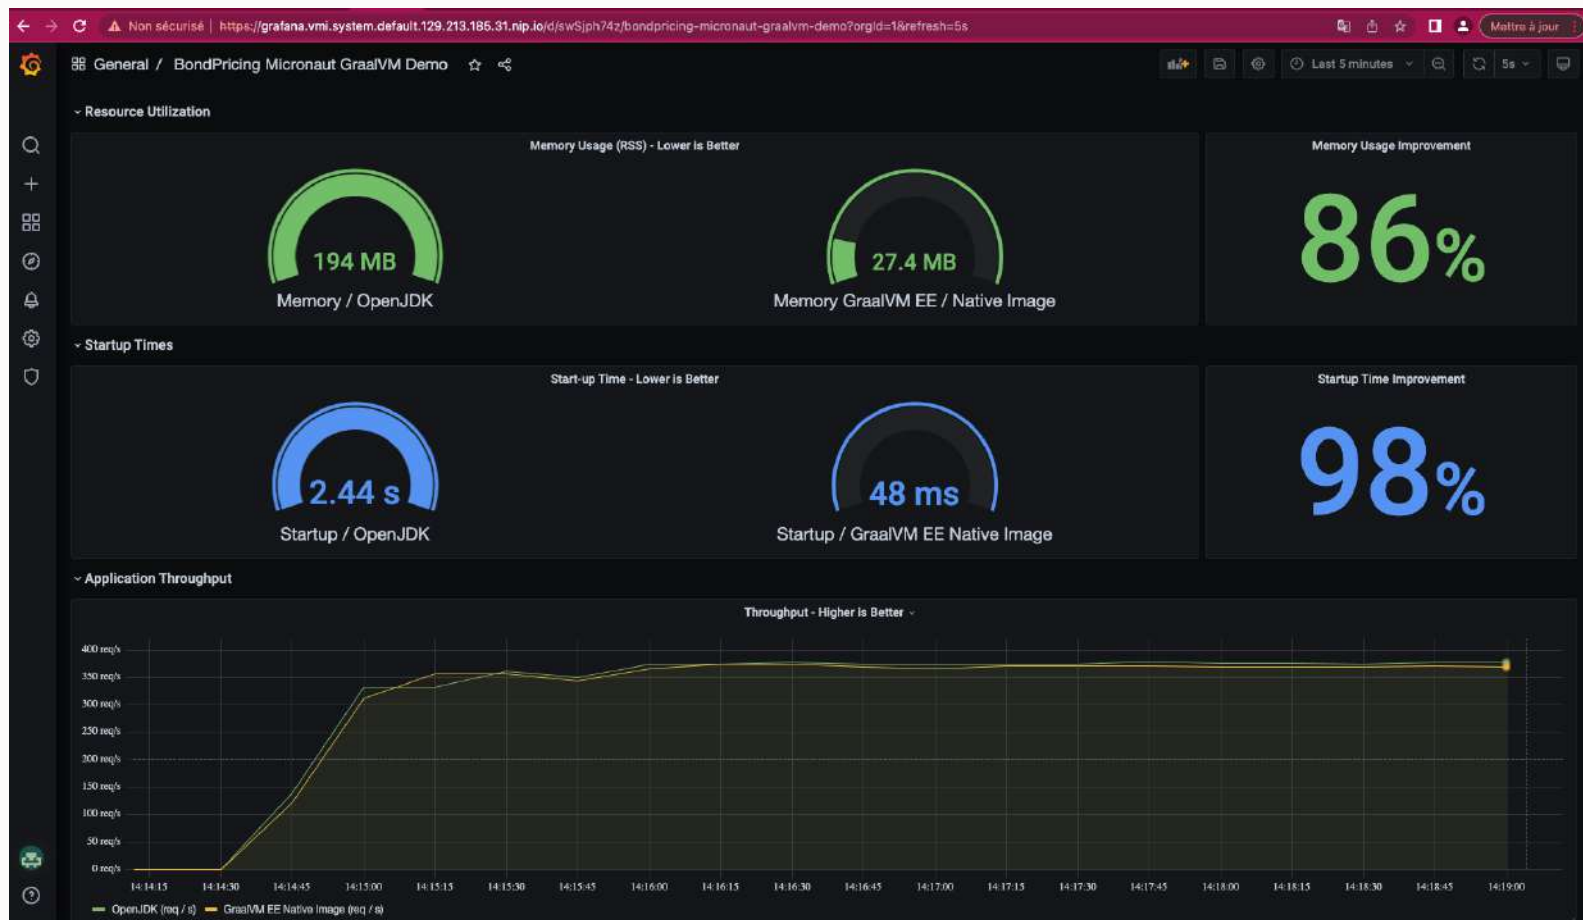 Non sécurisé | https://grafana.vmi.system.default.129.213.185.31.nip.io/d/swSjph74z/bondpricing-micronaut-graalvm-demo?orgId=1&refresh=5s
Mettre à jour
General / BondPricing Micronaut GraalVM Demo
Last 5 minutes
5s
Resource Utilization
Memory Usage (RSS) - Lower is Better
Memory Usage Improvement
194 MB
27.4 MB
86%
Memory / OpenJDK
Memory GraalVM EE / Native Image
Startup Times
Start-up Time - Lower is Better
Startup Time Improvement
2.44 s
48 ms
98%
Startup / OpenJDK
Startup / GraalVM EE Native Image
Application Throughput
Throughput - Higher is Better
400 req/s
350 req/s
300 req/s
250 req/s
200 req/s
150 req/s
100 req/s
50 req/s
0 req/s
14:14:15 14:14:30 14:14:45 14:15:00 14:15:15 14:15:30 14:15:45 14:16:00 14:16:15 14:16:30 14:16:45 14:17:00 14:17:15 14:17:30 14:17:45 14:18:00 14:18:15 14:18:30 14:18:45 14:19:00
OpenJDK (req / s) GraalVM EE Native Image (req / s)